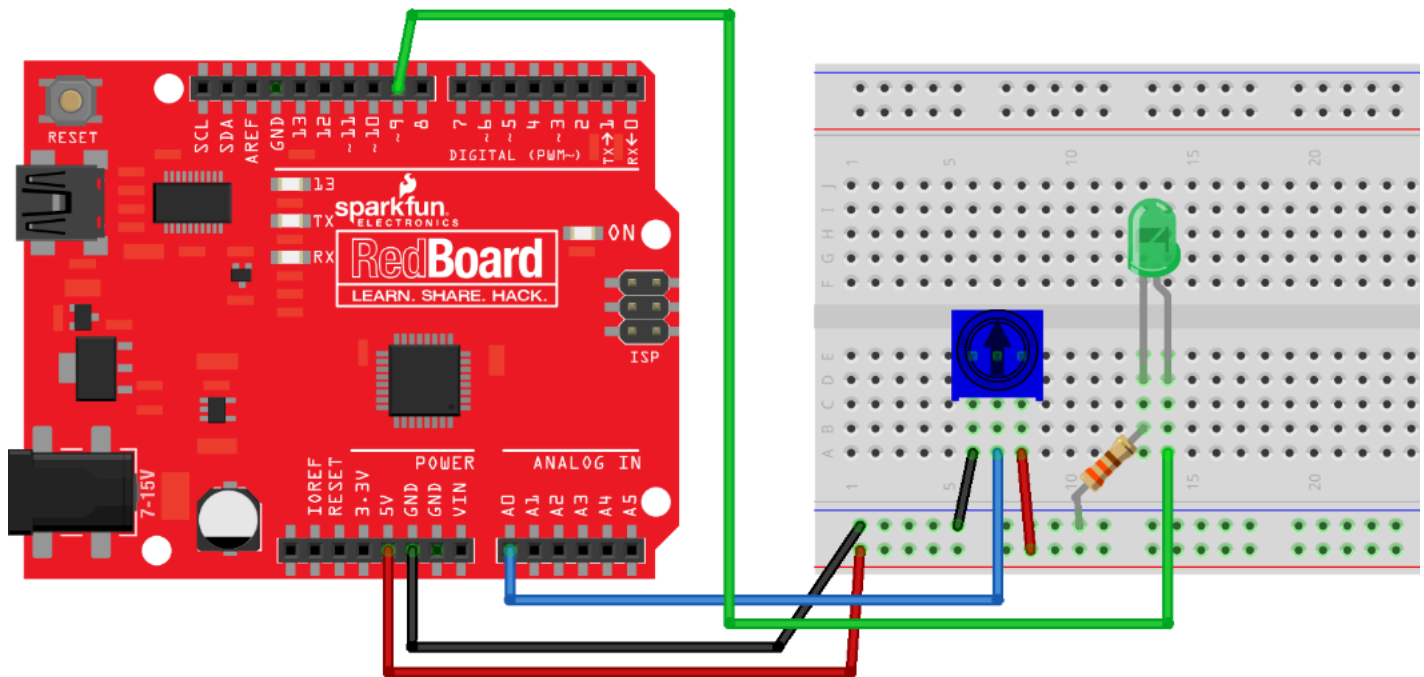 RESET
SCL
SDA
AREF
GND
13
12
~11
~10
~9
8
7
~6
~5
4
~3
2
TX→1
RX←0
DIGITAL (PWM~)
13
TX
RX
sparkfun
ELECTRONICS
RedBoard
LEARN. SHARE. HACK.
ON
ISP
7-15V
POWER
ANALOG IN
IOREF
RESET
3.3V
5V
GND
GND
VIN
A0
A1
A2
A3
A4
A5
1
5
10
15
20
J
I
H
G
F
E
D
C
B
A
1
5
10
15
20